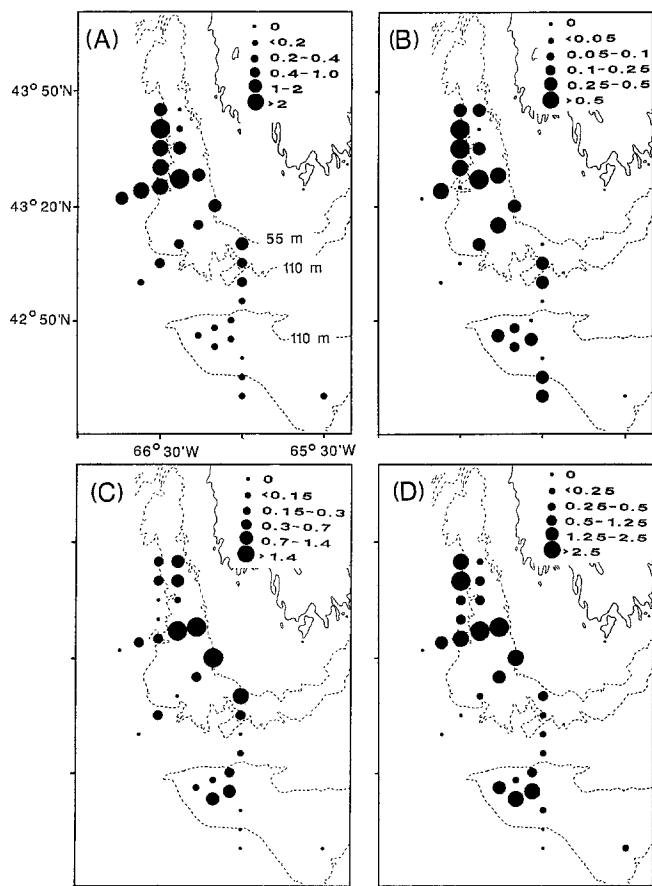 (A)
0
<0.2
0.2-0.4
0.4-1.0
1-2
>2
43° 50'N
43° 20'N
42° 50'N
55 m
110 m
110 m
66° 30'W
65° 30'W
(B)
0
<0.05
0.05-0.1
0.1-0.25
0.25-0.5
>0.5
(C)
0
<0.15
0.15-0.3
0.3-0.7
0.7-1.4
>1.4
(D)
0
<0.25
0.25-0.5
0.5-1.25
1.25-2.5
>2.5